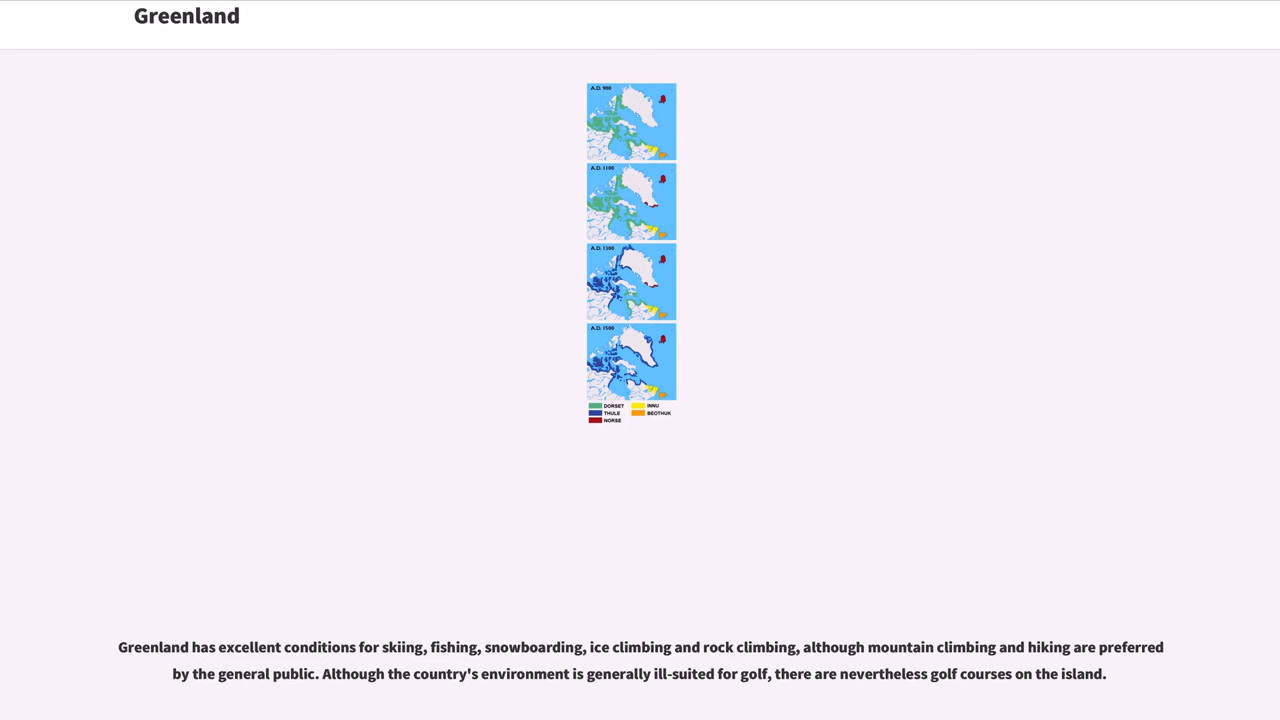 Greenland
A.D. 900
A.D. 1100
A.D. 1300
A.D. 1500
DORSET INNU
THULE BEOTHUK
NORSE
Greenland has excellent conditions for skiing, fishing, snowboarding, ice climbing and rock climbing, although mountain climbing and hiking are preferred
by the general public. Although the country's environment is generally ill-suited for golf, there are nevertheless golf courses on the island.